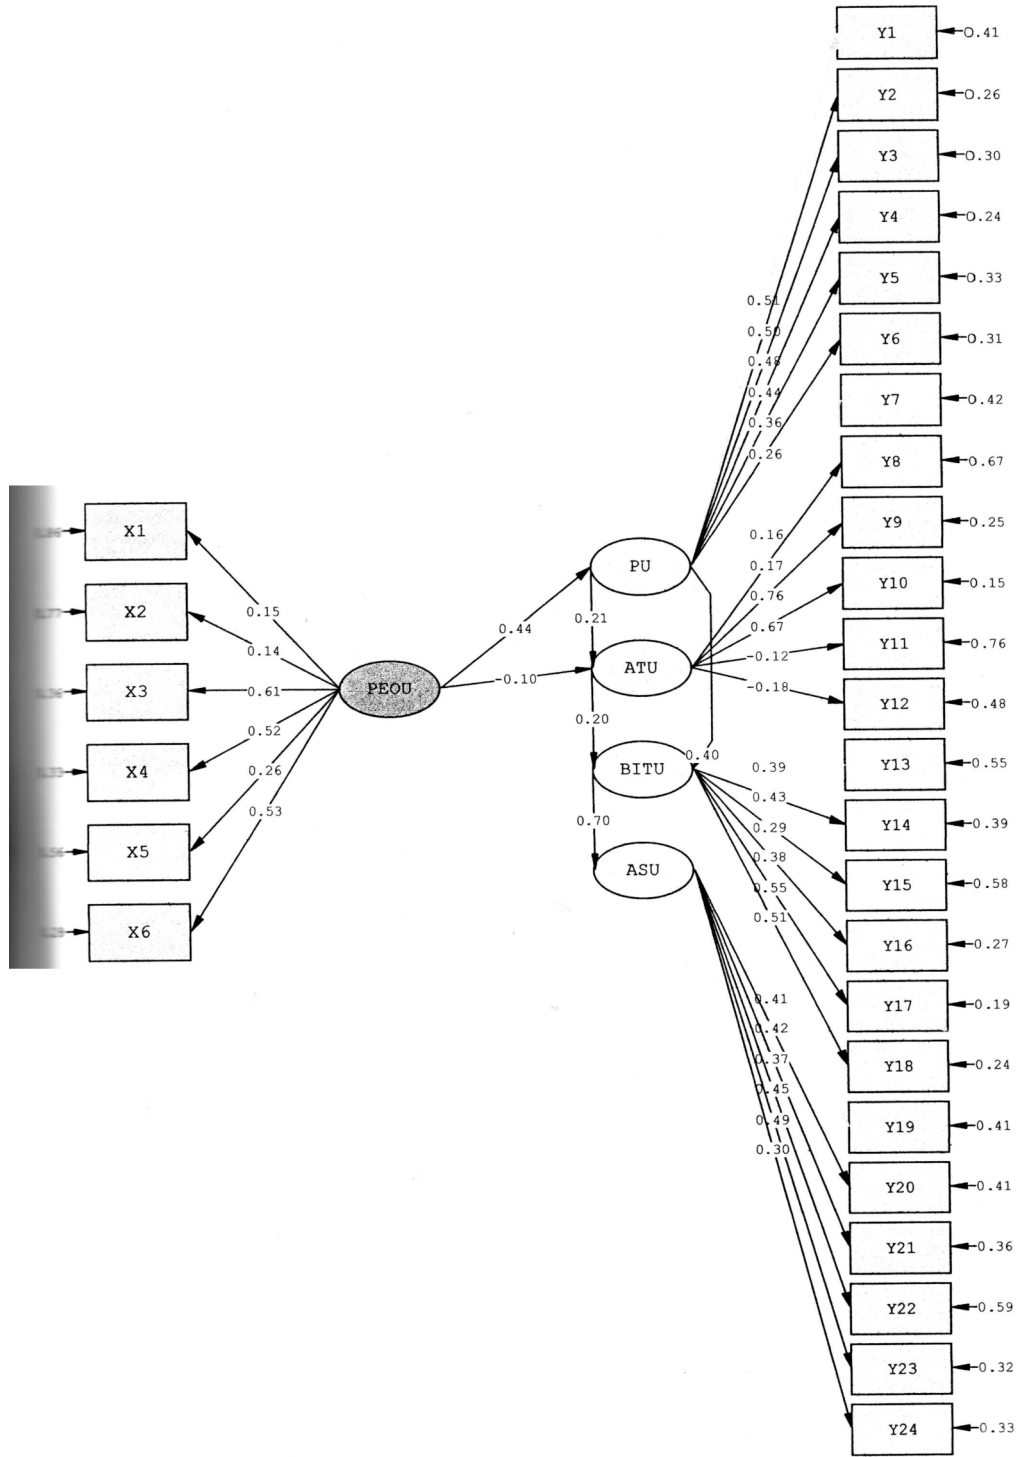 Y1 0.41
Y2 0.26
Y3 0.30
Y4 0.24
Y5 0.33
0.51
0.50
Y6 0.31
0.48
0.44
Y7 0.42
0.36
0.26
Y8 0.67
Y9 0.25
X1
0.16
PU
0.17
Y10 0.15
0.76
X2
0.15
0.44
0.21
0.67
Y11 0.76
0.14
-0.12
X3
0.61
PEOU
-0.10
ATU
-0.18
Y12 0.48
0.52
0.20
0.40
X4
0.26
BITU
0.39
Y13 0.55
0.43
0.53
0.70
0.29
Y14 0.39
X5
0.38
ASU
0.55
Y15 0.58
X6
0.51
Y16 0.27
0.41
Y17 0.19
0.42
0.37
Y18 0.24
0.45
0.49
Y19 0.41
0.30
Y20 0.41
Y21 0.36
Y22 0.59
Y23 0.32
Y24 0.33